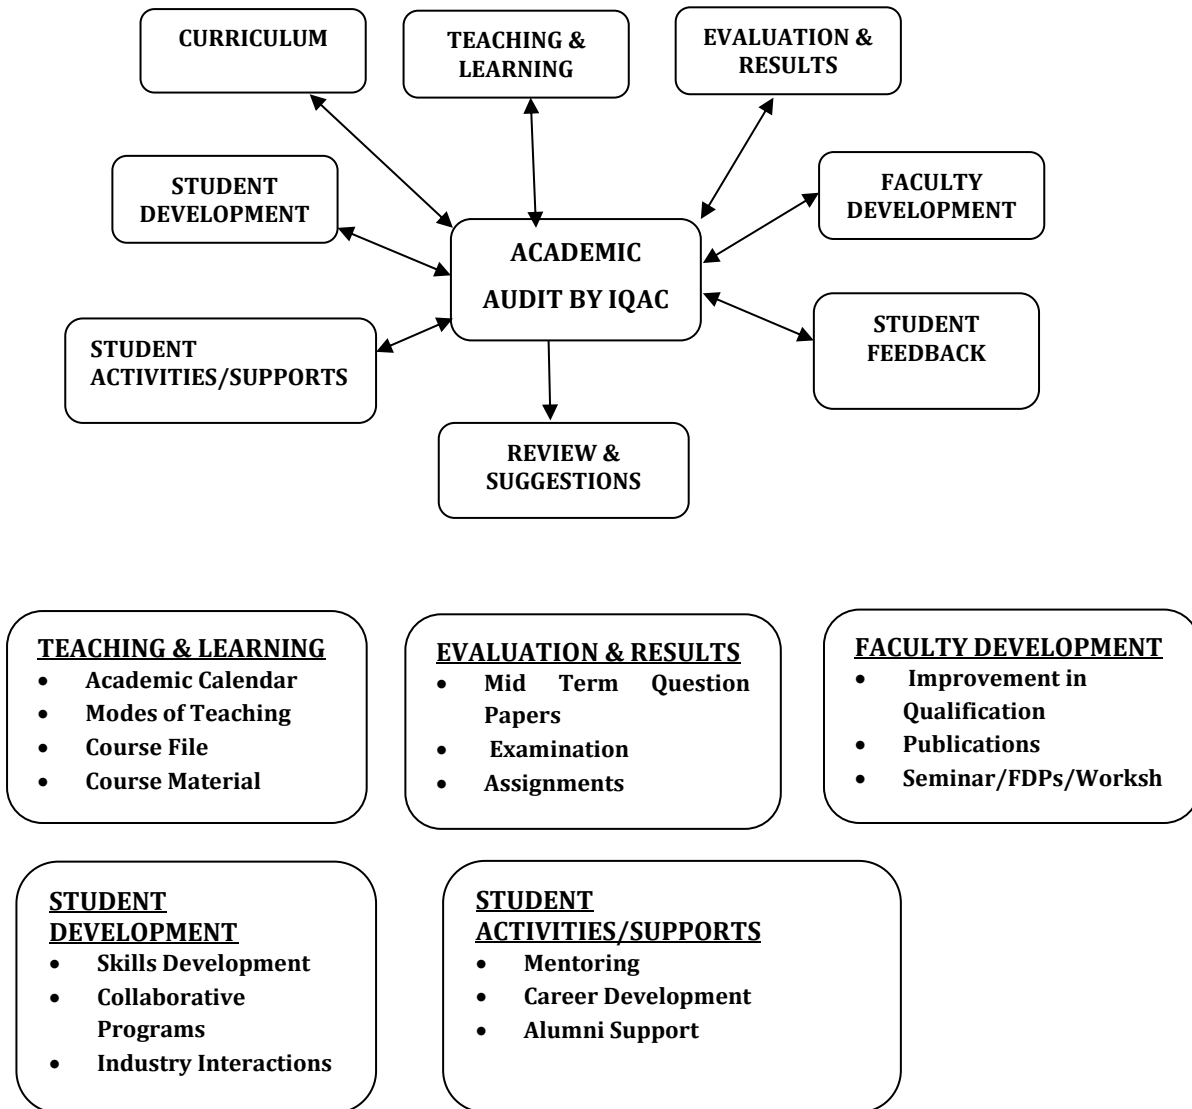 CURRICULUM
TEACHING &
LEARNING
EVALUATION &
RESULTS
STUDENT
DEVELOPMENT
FACULTY
DEVELOPMENT
ACADEMIC
AUDIT BY IQAC
STUDENT
ACTIVITIES/SUPPORTS
STUDENT
FEEDBACK
REVIEW &
SUGGESTIONS
TEACHING & LEARNING
• Academic Calendar
• Modes of Teaching
• Course File
• Course Material
EVALUATION & RESULTS
• Mid Term Question
Papers
• Examination
• Assignments
FACULTY DEVELOPMENT
• Improvement in
Qualification
• Publications
• Seminar/FDPs/Worksh
STUDENT
DEVELOPMENT
• Skills Development
• Collaborative
Programs
• Industry Interactions
STUDENT
ACTIVITIES/SUPPORTS
• Mentoring
• Career Development
• Alumni Support